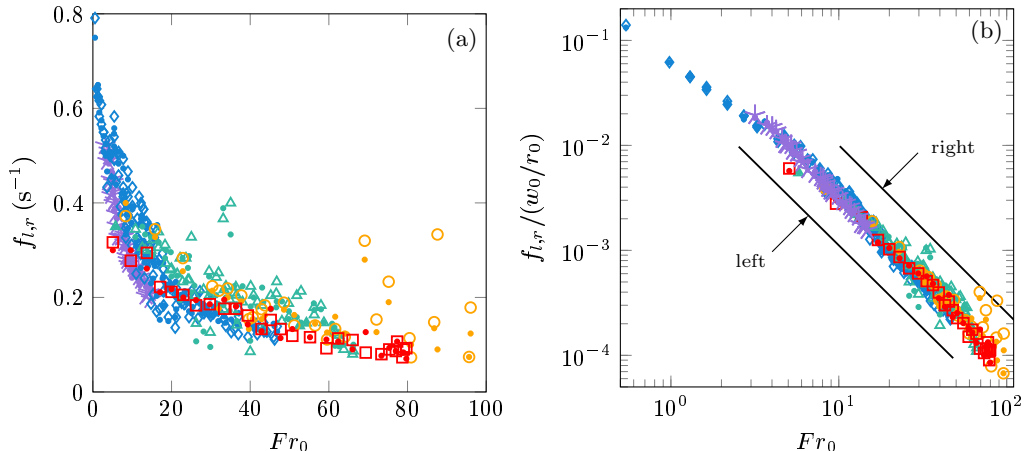 (a)
0.8
0.6
0.4
0.2
0
f_{l,r} (s^{-1})
0 20 40 60 80 100
Fr_0
(b)
10^{-1}
10^{-2}
10^{-3}
10^{-4}
f_{l,r}/(w_0/r_0)
right
left
10^0 10^1 10^2
Fr_0